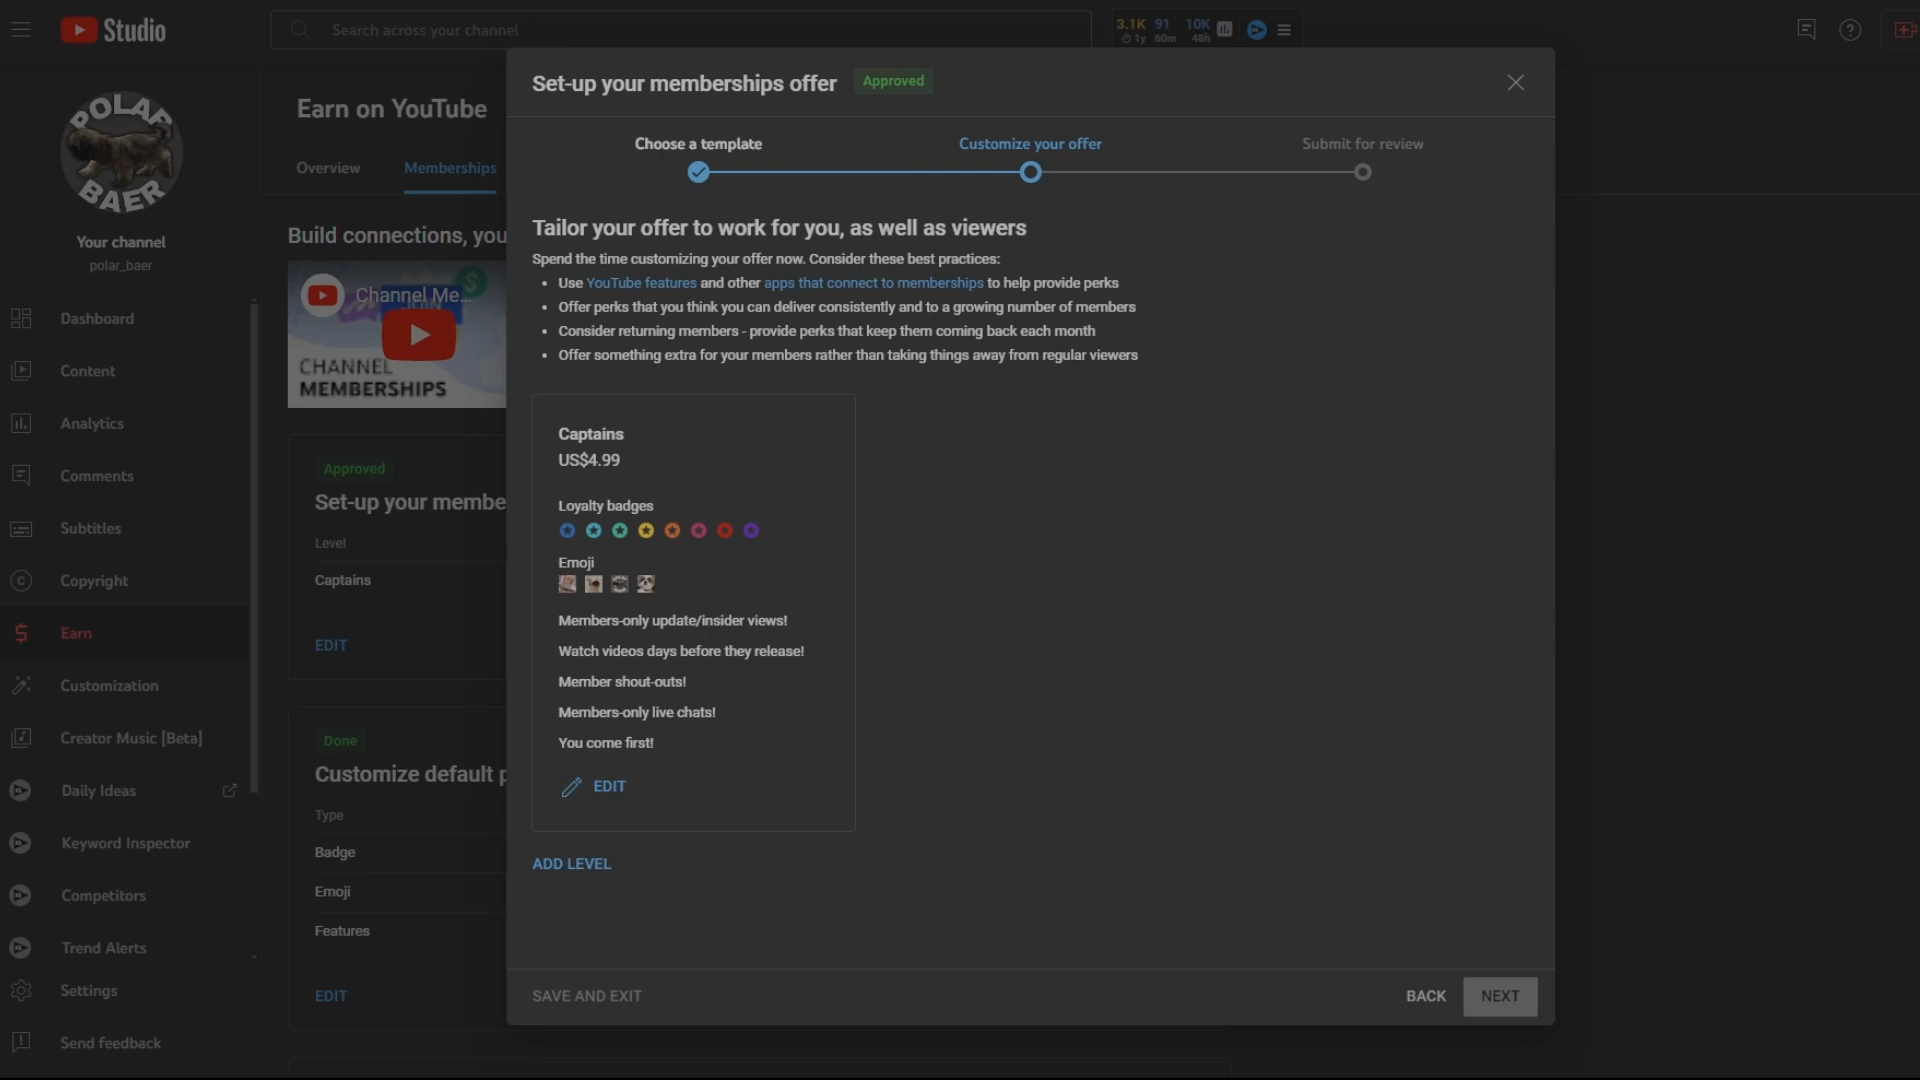 Studio
Search across your channel
3.1K 91 10K
1y 60m 48h
POLAR
BAER
Your channel
polar_baer
Dashboard
Content
Analytics
Comments
Subtitles
Copyright
Earn
Customization
Creator Music [Beta]
Daily Ideas
Keyword Inspector
Competitors
Trend Alerts
Settings
Send feedback
Earn on YouTube
Overview
Memberships
Build connections, you
Channel Me...
JOIN
CHANNEL
MEMBERSHIPS
Approved
Set-up your membe
Level
Captains
EDIT
Done
Customize default p
Type
Badge
Emoji
Features
EDIT
Set-up your memberships offer
Approved
Choose a template
Customize your offer
Submit for review
Tailor your offer to work for you, as well as viewers
Spend the time customizing your offer now. Consider these best practices:
• Use YouTube features and other apps that connect to memberships to help provide perks
• Offer perks that you think you can deliver consistently and to a growing number of members
• Consider returning members - provide perks that keep them coming back each month
• Offer something extra for your members rather than taking things away from regular viewers
Captains
US$4.99
Loyalty badges
Emoji
Members-only update/insider views!
Watch videos days before they release!
Member shout-outs!
Members-only live chats!
You come first!
EDIT
ADD LEVEL
SAVE AND EXIT
BACK
NEXT